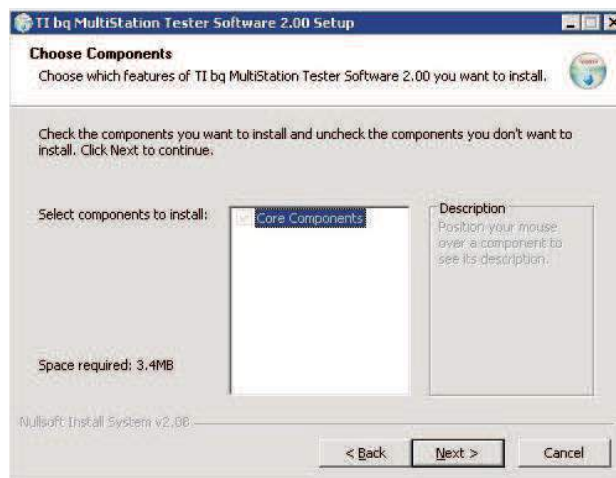 TI bq MultiStation Tester Software 2.00 Setup
Choose Components
Choose which features of TI bq MultiStation Tester Software 2.00 you want to install.
Check the components you want to install and uncheck the components you don't want to
install. Click Next to continue.
Select components to install:
Core Components
Description
Position your mouse
over a component to
see its description.
Space required: 3.4MB
Nullsoft Install System v2.06
< Back
Next >
Cancel